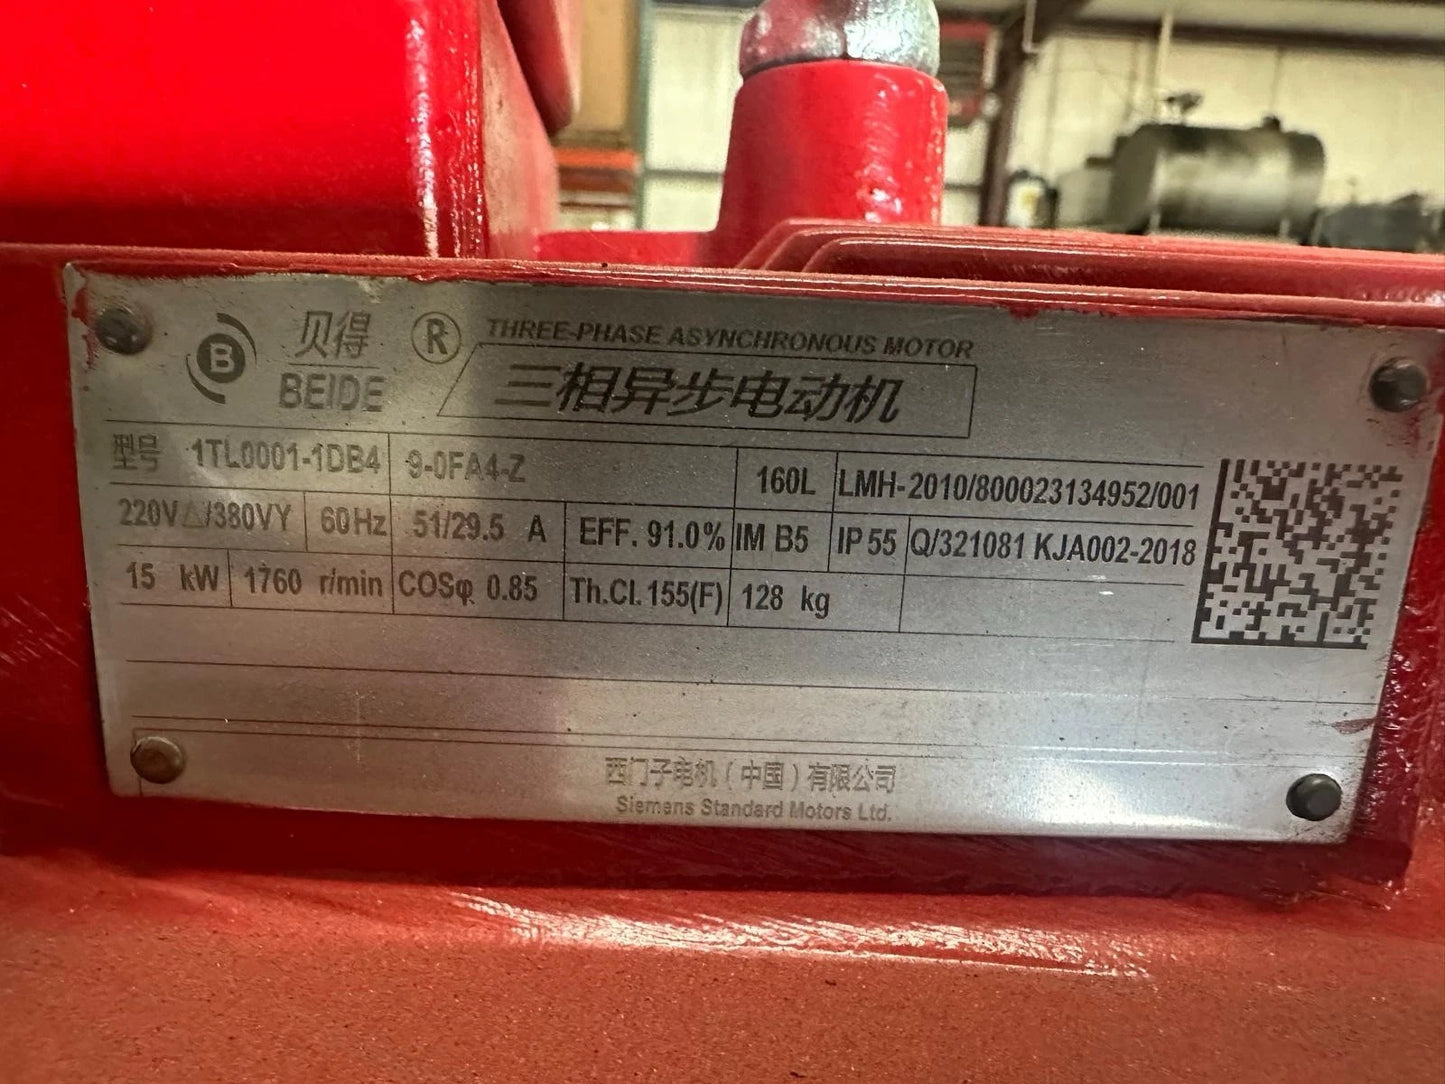 B 贝得 ® THREE-PHASE ASYNCHRONOUS MOTOR
BEIDE 三相异步电动机
型号 1TL0001-1DB4 9-0FA4-Z 160L LMH-2010/800023134952/001
220V△/380VY 60Hz 51/29.5 A EFF. 91.0% IM B5 IP 55 Q/321081 KJA002-2018
15 kW 1760 r/min COSφ 0.85 Th.Cl. 155(F) 128 kg
西门子电机（中国）有限公司
Siemens Standard Motors Ltd.